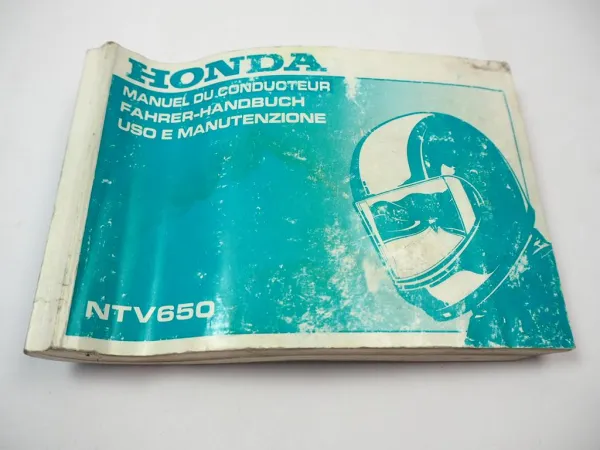 HONDA
MANUEL DU CONDUCTEUR
FAHRER-HANDBUCH
USO E MANUTENZIONE
NTV650